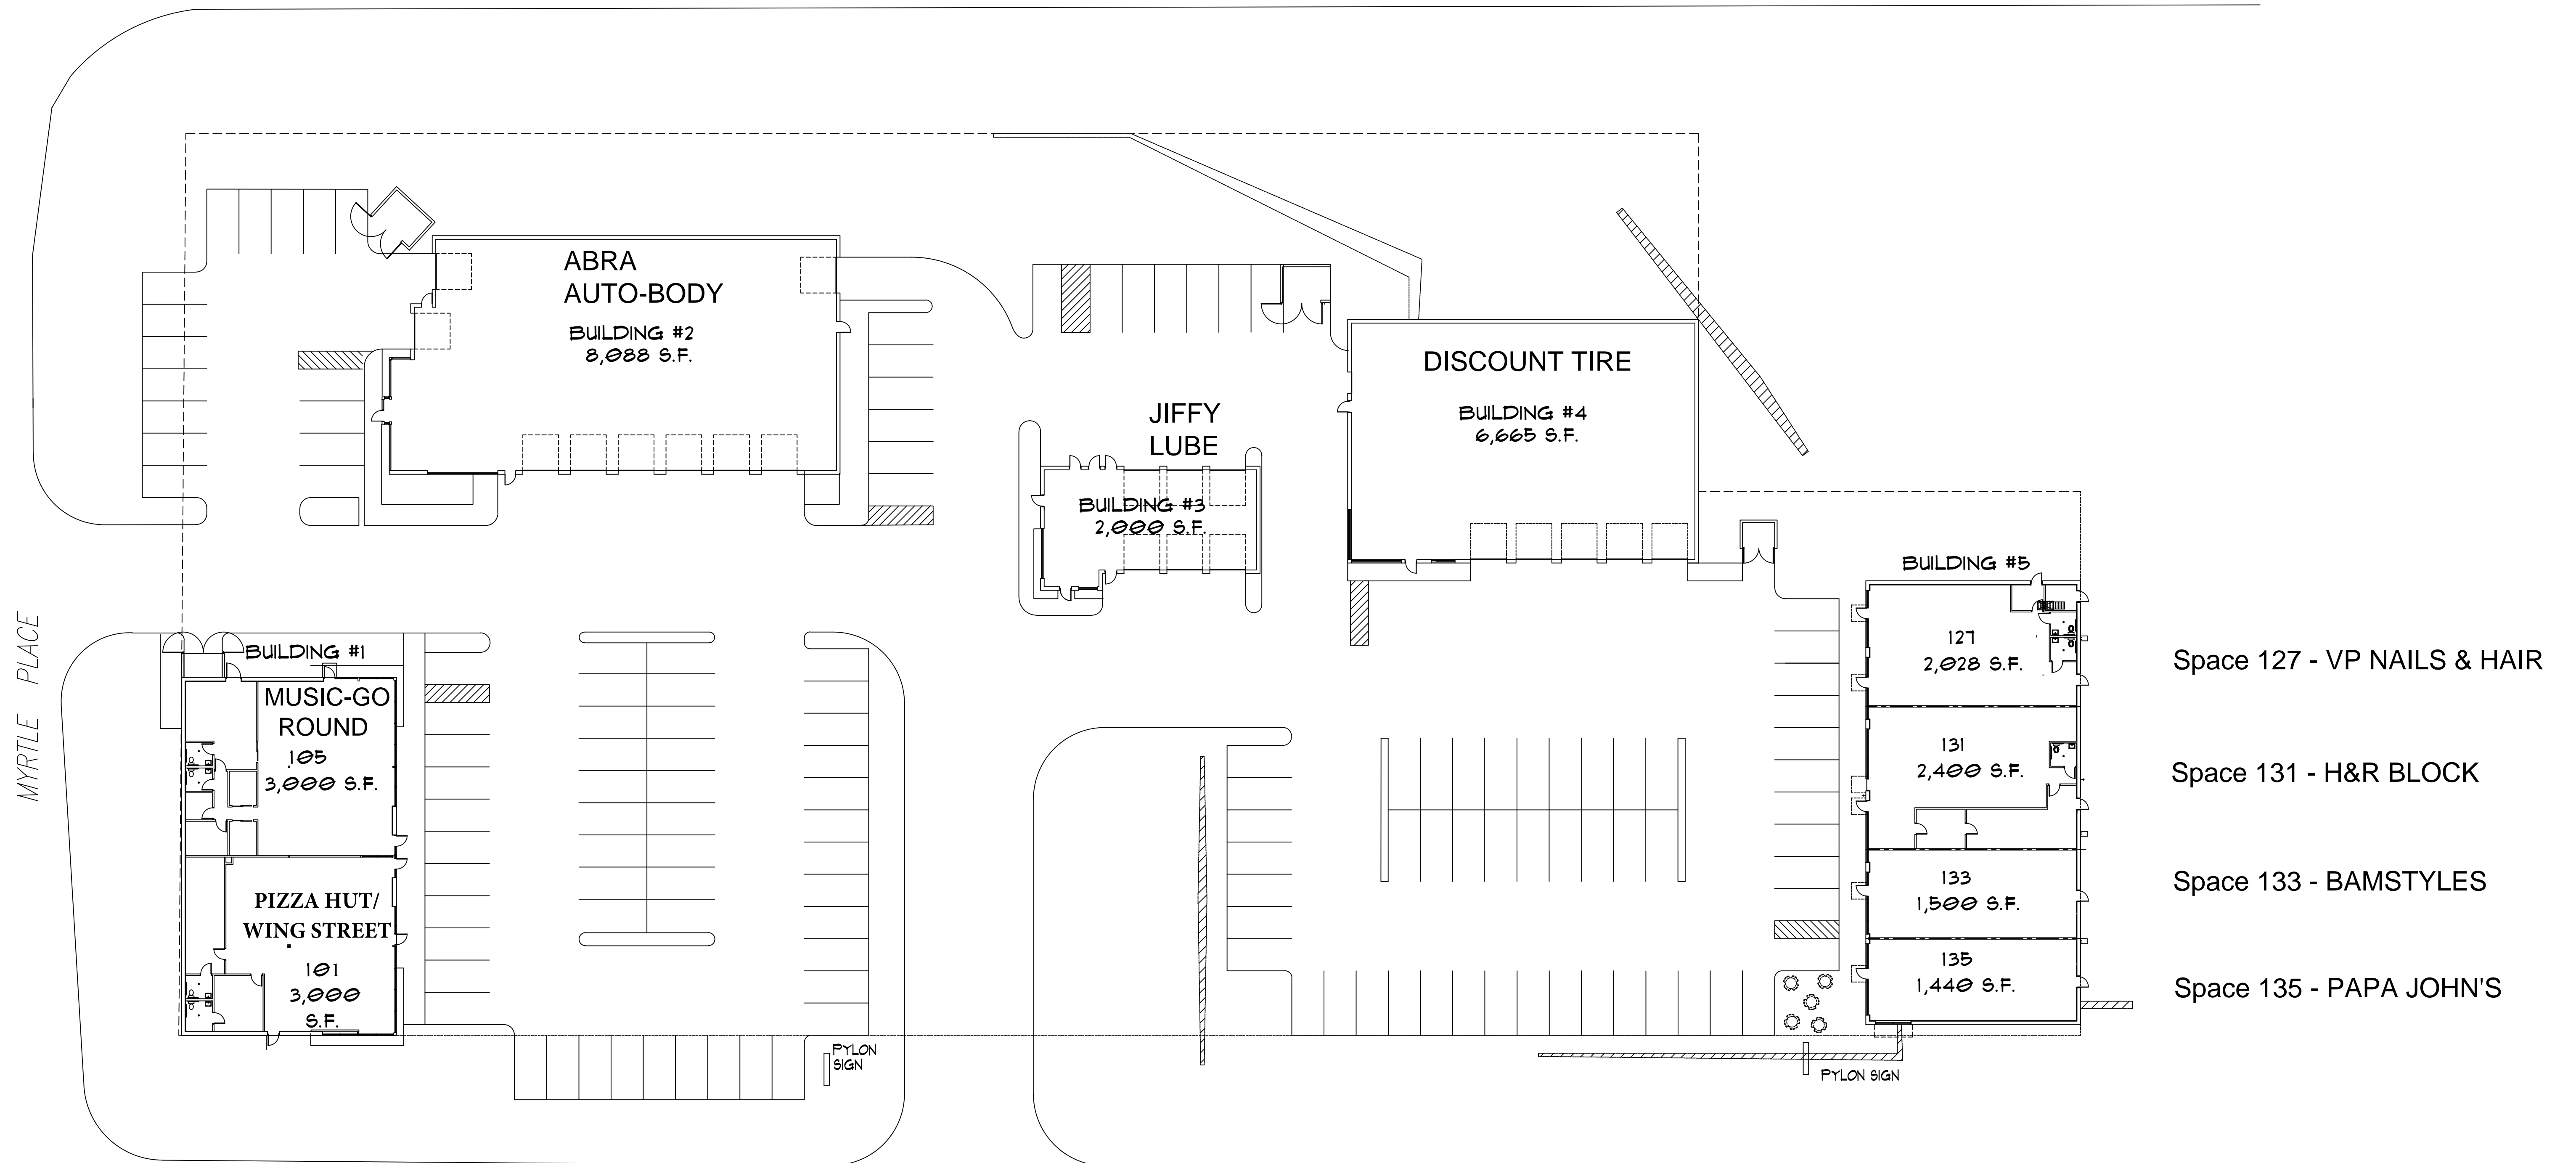 ABRA
AUTO-BODY
BUILDING #2
8,088 S.F.
DISCOUNT TIRE
BUILDING #4
6,665 S.F.
JIFFY
LUBE
BUILDING #3
2,000 S.F.
BUILDING #5
127
2,028 S.F.
Space 127 - VP NAILS & HAIR
131
2,400 S.F.
Space 131 - H&R BLOCK
133
1,500 S.F.
Space 133 - BAMSTYLES
135
1,440 S.F.
Space 135 - PAPA JOHN'S
MYRTLE PLACE
BUILDING #1
MUSIC-GO
ROUND
105
3,000 S.F.
PIZZA HUT/
WING STREET
101
3,000
S.F.
PYLON
SIGN
PYLON SIGN